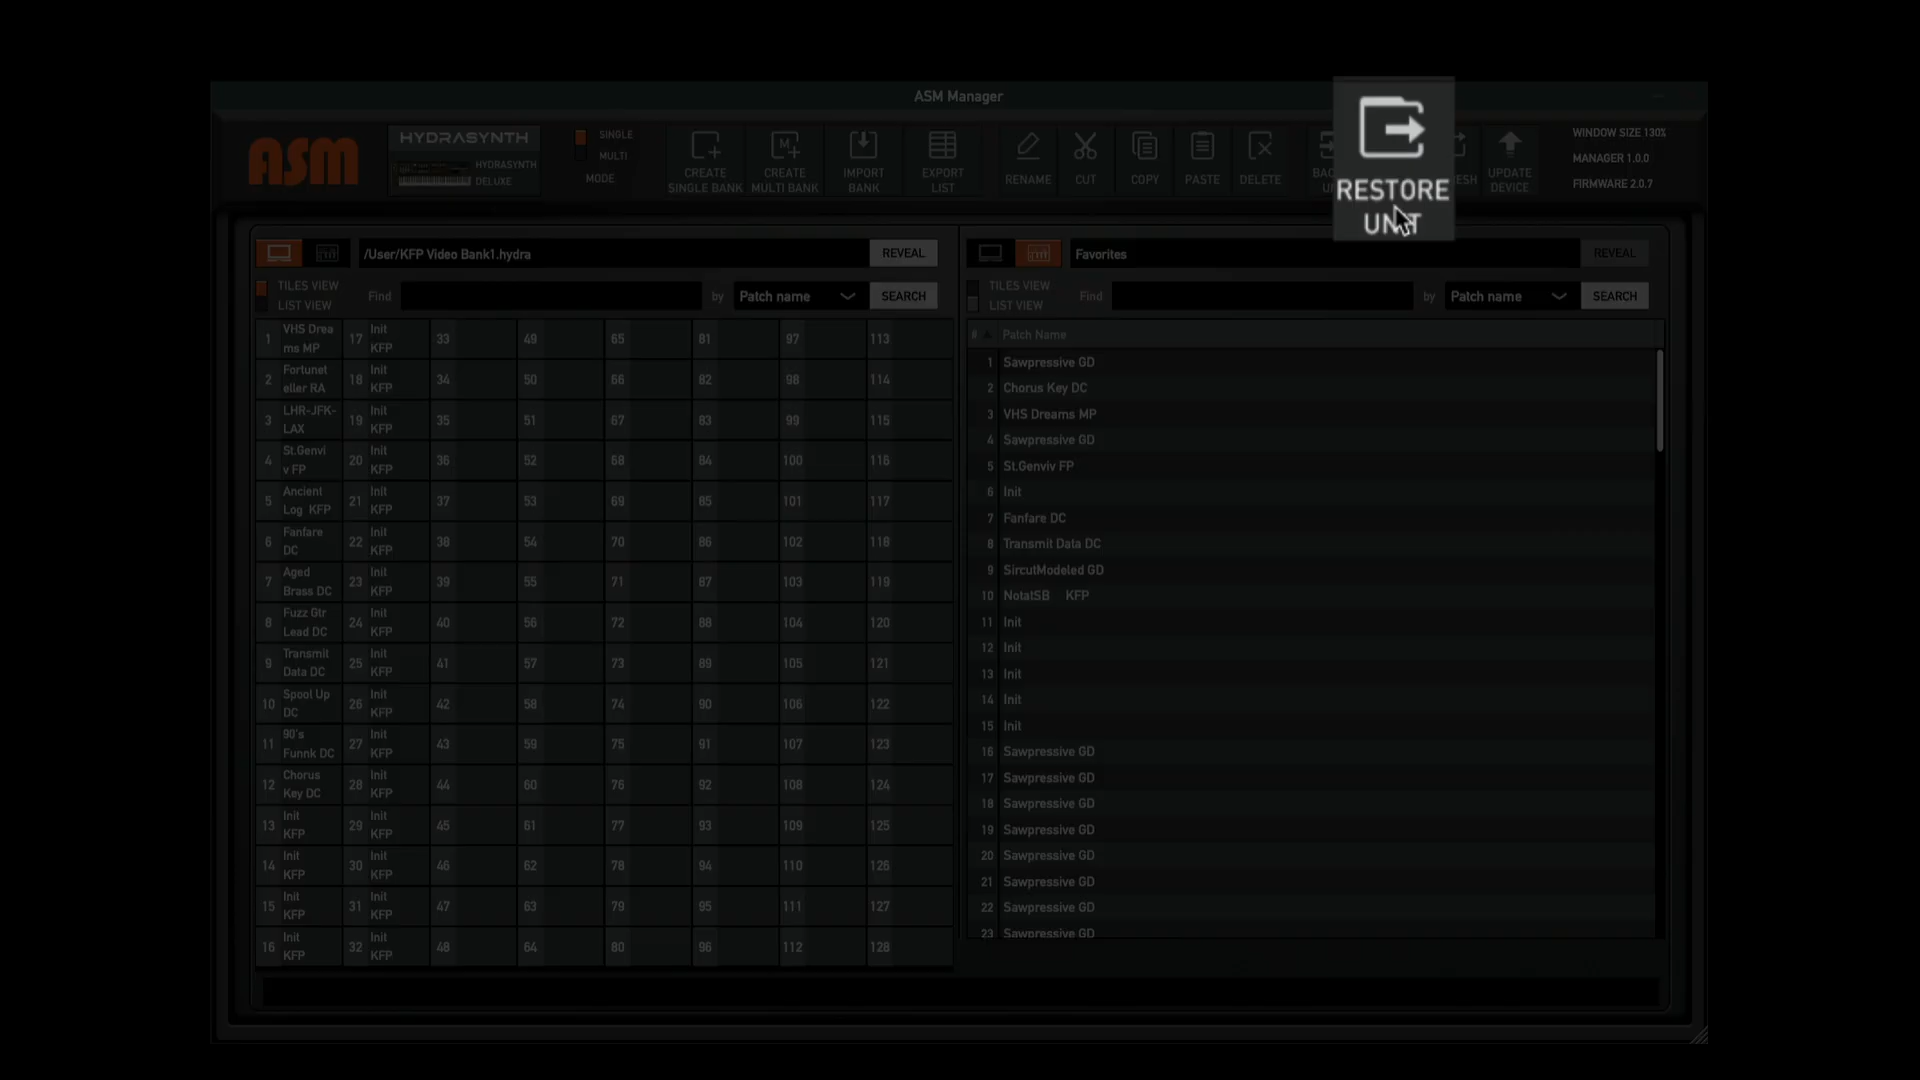 ASM Manager
ASM
HYDRASYNTH
HYDRASYNTH
DELUXE
SINGLE
MULTI
MODE
CREATE
SINGLE BANK
CREATE
MULTI BANK
IMPORT
BANK
EXPORT
LIST
RENAME
CUT
COPY
PASTE
DELETE
RESTORE
UNIT
UPDATE
DEVICE
WINDOW SIZE 130%
MANAGER 1.0.0
FIRMWARE 2.0.7
/User/KFP Video Bank1.hydra
REVEAL
TILES VIEW
LIST VIEW
Find
by
Patch name
SEARCH
1 VHS Drea
ms MP
17 Init
KFP
33 49 65 81 97 113
2 Fortunet
eller RA
18 Init
KFP
34 50 66 82 98 114
3 LHR-JFK-
LAX
19 Init
KFP
35 51 67 83 99 115
4 St.Genvi
v FP
20 Init
KFP
36 52 68 84 100 116
5 Ancient
Log KFP
21 Init
KFP
37 53 69 85 101 117
6 Fanfare
DC
22 Init
KFP
38 54 70 86 102 118
7 Aged
Brass DC
23 Init
KFP
39 55 71 87 103 119
8 Fuzz Gtr
Lead DC
24 Init
KFP
40 56 72 88 104 120
9 Transmit
Data DC
25 Init
KFP
41 57 73 89 105 121
10 Spool Up
DC
26 Init
KFP
42 58 74 90 106 122
11 90's
Funnk DC
27 Init
KFP
43 59 75 91 107 123
12 Chorus
Key DC
28 Init
KFP
44 60 76 92 108 124
13 Init
KFP
29 Init
KFP
45 61 77 93 109 125
14 Init
KFP
30 Init
KFP
46 62 78 94 110 126
15 Init
KFP
31 Init
KFP
47 63 79 95 111 127
16 Init
KFP
32 Init
KFP
48 64 80 96 112 128
Favorites
REVEAL
TILES VIEW
LIST VIEW
Find
by
Patch name
SEARCH
# Patch Name
1 Sawpressive GD
2 Chorus Key DC
3 VHS Dreams MP
4 Sawpressive GD
5 St.Genviv FP
6 Init
7 Fanfare DC
8 Transmit Data DC
9 SircutModeled GD
10 NotatSB KFP
11 Init
12 Init
13 Init
14 Init
15 Init
16 Sawpressive GD
17 Sawpressive GD
18 Sawpressive GD
19 Sawpressive GD
20 Sawpressive GD
21 Sawpressive GD
22 Sawpressive GD
23 Sawpressive GD